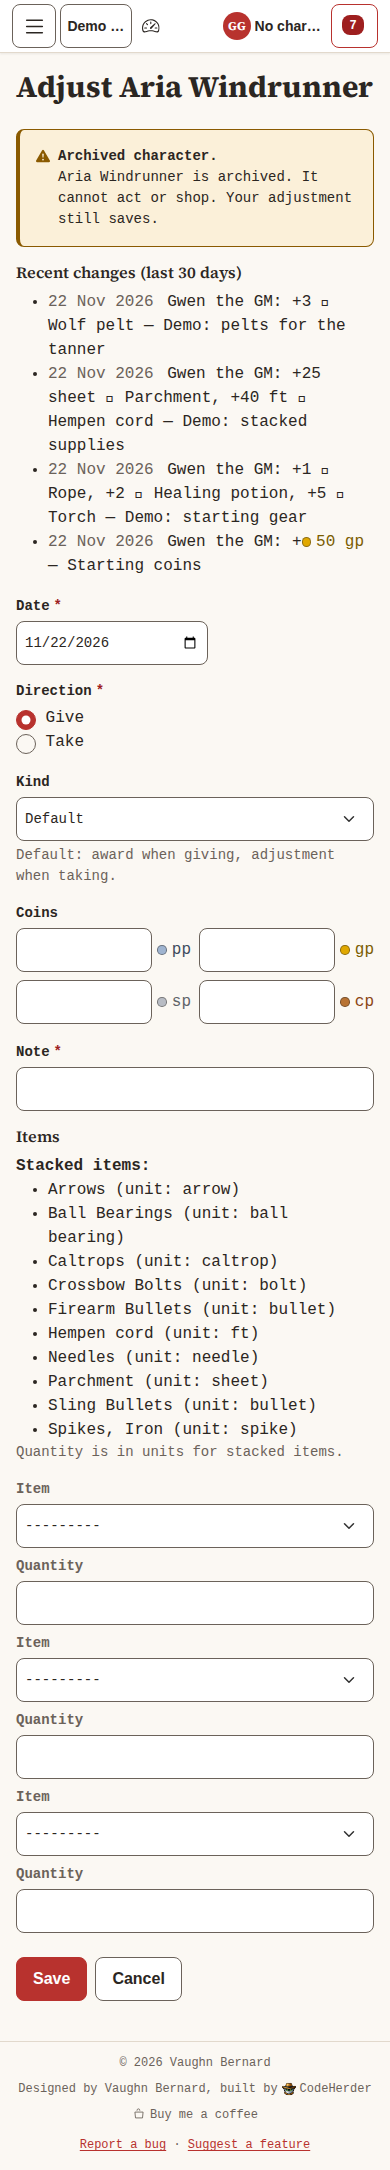 Demo ...
GG No char...
7
Adjust Aria Windrunner
Archived character.
Aria Windrunner is archived. It
cannot act or shop. Your adjustment
still saves.
Recent changes (last 30 days)
22 Nov 2026 Gwen the GM: +3
Wolf pelt — Demo: pelts for the
tanner
22 Nov 2026 Gwen the GM: +25
sheet Parchment, +40 ft
Hempen cord — Demo: stacked
supplies
22 Nov 2026 Gwen the GM: +1
Rope, +2 Healing potion, +5
Torch — Demo: starting gear
22 Nov 2026 Gwen the GM: + 50 gp
— Starting coins
Date *
11/22/2026
Direction *
Give
Take
Kind
Default
Default: award when giving, adjustment
when taking.
Coins
pp gp
sp cp
Note *
Items
Stacked items:
Arrows (unit: arrow)
Ball Bearings (unit: ball
bearing)
Caltrops (unit: caltrop)
Crossbow Bolts (unit: bolt)
Firearm Bullets (unit: bullet)
Hempen cord (unit: ft)
Needles (unit: needle)
Parchment (unit: sheet)
Sling Bullets (unit: bullet)
Spikes, Iron (unit: spike)
Quantity is in units for stacked items.
Item
---------
Quantity
Item
---------
Quantity
Item
---------
Quantity
Save Cancel
© 2026 Vaughn Bernard
Designed by Vaughn Bernard, built by CodeHerder
Buy me a coffee
Report a bug · Suggest a feature